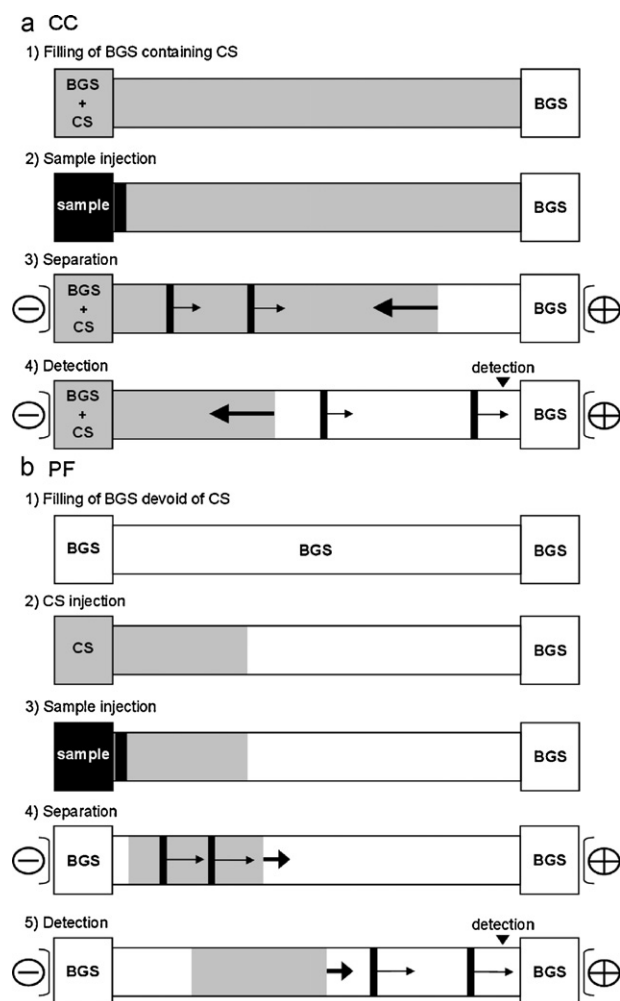 a CC
1) Filling of BGS containing CS
BGS
+
CS
BGS
2) Sample injection
sample
BGS
3) Separation
−
BGS
+
CS
BGS
+
4) Detection
detection
−
BGS
+
CS
BGS
+
b PF
1) Filling of BGS devoid of CS
BGS
BGS
BGS
2) CS injection
CS
BGS
3) Sample injection
sample
BGS
4) Separation
−
BGS
BGS
+
5) Detection
detection
−
BGS
BGS
+